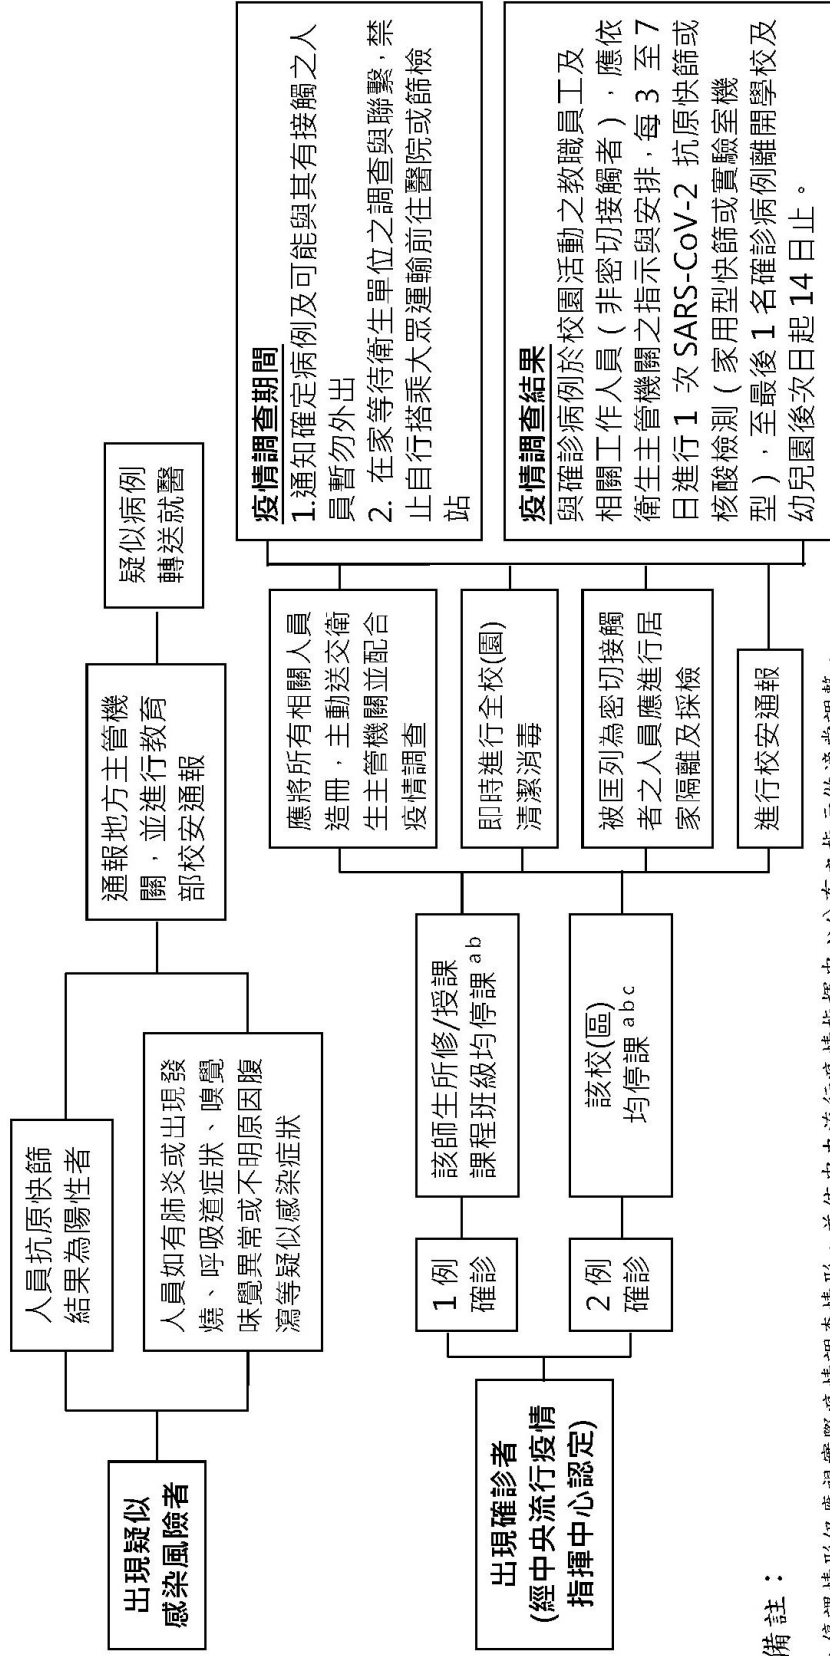 出現疑似
感染風險者
人員抗原快篩
結果為陽性者
人員如有肺炎或出現發
燒、呼吸道症狀、嗅覺
味覺異常或不明原因腹
瀉等疑似感染症狀
通報地方主管機
關，並進行教育
部校安通報
疑似病例
轉送就醫
出現確診者
(經中央流行疫情
指揮中心認定)
1 例
確診
2 例
確診
該師生所修/授課
課程班級均停課 ab
該校(區)
均停課 abc
應將所有相關人員
造冊，主動送交衛
生主管機關並配合
疫情調查
即時進行全校(園)
清潔消毒
被匡列為密切接觸
者之人員應進行居
家隔離及採檢
進行校安通報
疫情調查期間
1.通知確定病例及可能與其有接觸之人
員暫勿外出
2. 在家等待衛生單位之調查與聯繫，禁
止自行搭乘大眾運輸前往醫院或篩檢
站
疫情調查結果
與確診病例於校園活動之教職員工及
相關工作人員（非密切接觸者），應依
衛生主管機關之指示與安排，每 3 至 7
日進行 1 次 SARS-CoV-2 抗原快篩或
核酸檢測（家用型快篩或實驗室機
型），至最後 1 名確診病例離開學校及
幼兒園後次日起 14 日止。
備註：